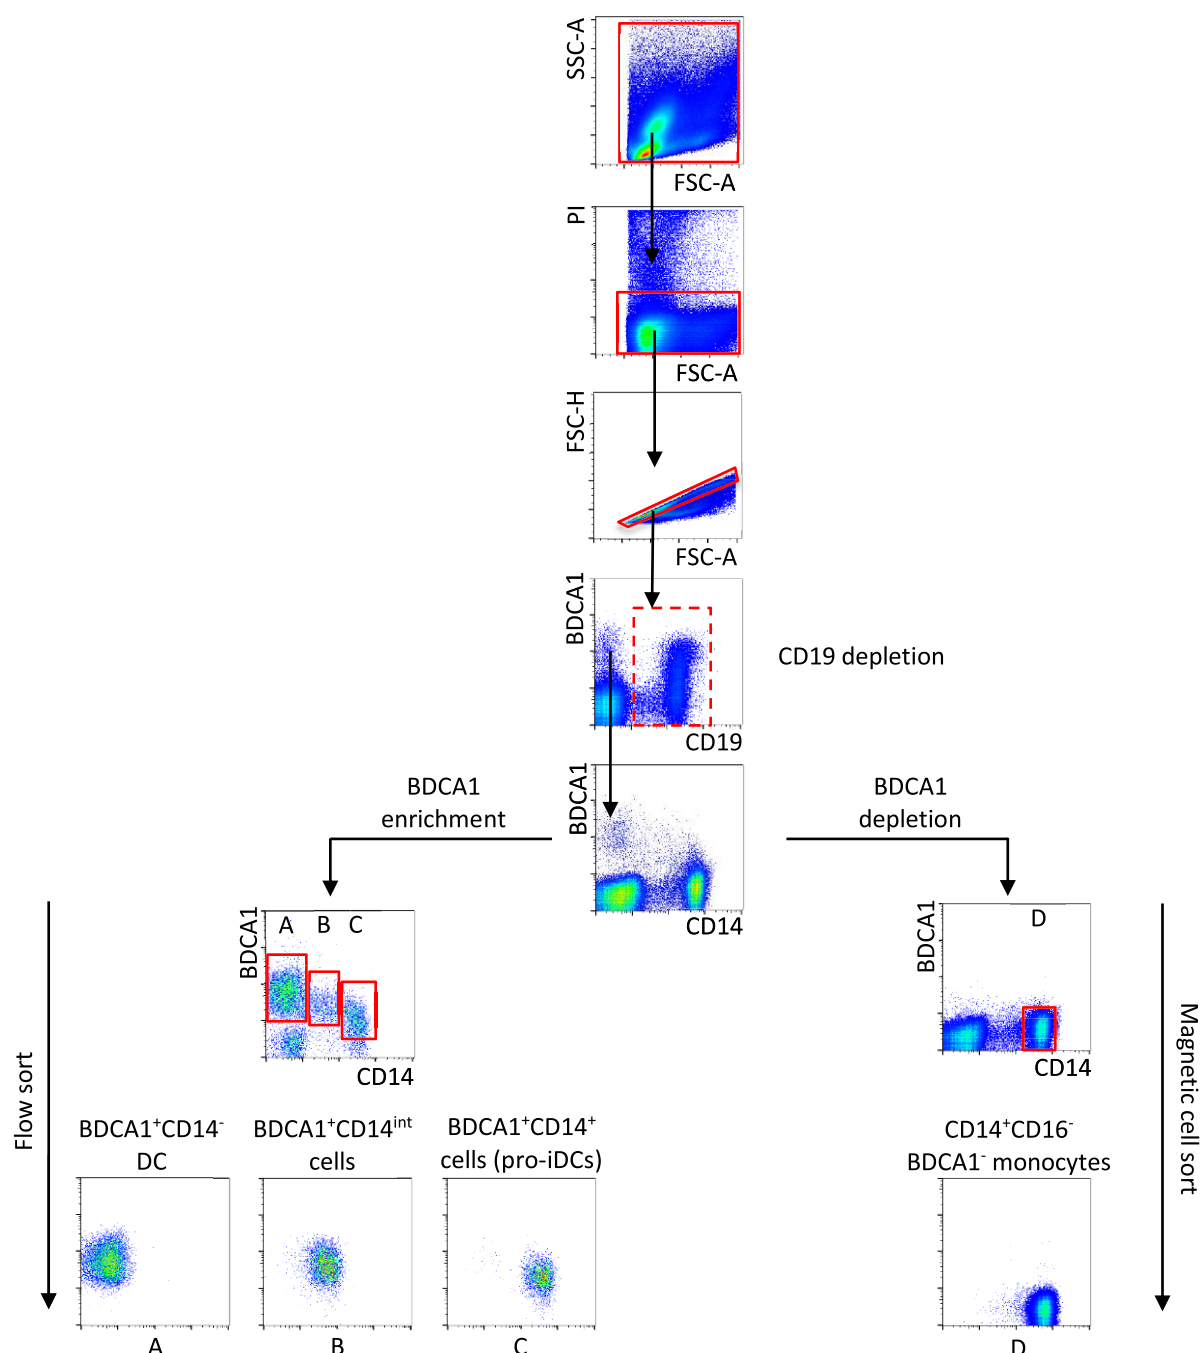 SSC-A
FSC-A
PI
FSC-A
FSC-H
FSC-A
BDCA1
CD19 depletion
CD19
BDCA1
enrichment
BDCA1
BDCA1
depletion
CD14
BDCA1
A B C
CD14
BDCA1
D
CD14
Flow sort
Magnetic cell sort
BDCA1⁺CD14⁻
DC
BDCA1⁺CD14ⁱⁿᵗ
cells
BDCA1⁺CD14⁺
cells (pro-iDCs)
CD14⁺CD16⁻
BDCA1⁻ monocytes
A
B
C
D